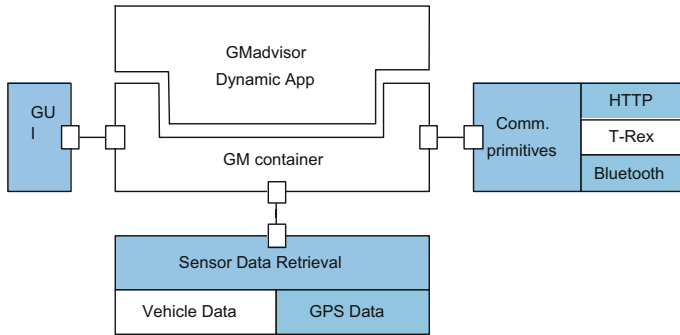 GMadvisor
Dynamic App
GU
I
GM container
Comm.
primitives
HTTP
T-Rex
Bluetooth
Sensor Data Retrieval
Vehicle Data
GPS Data